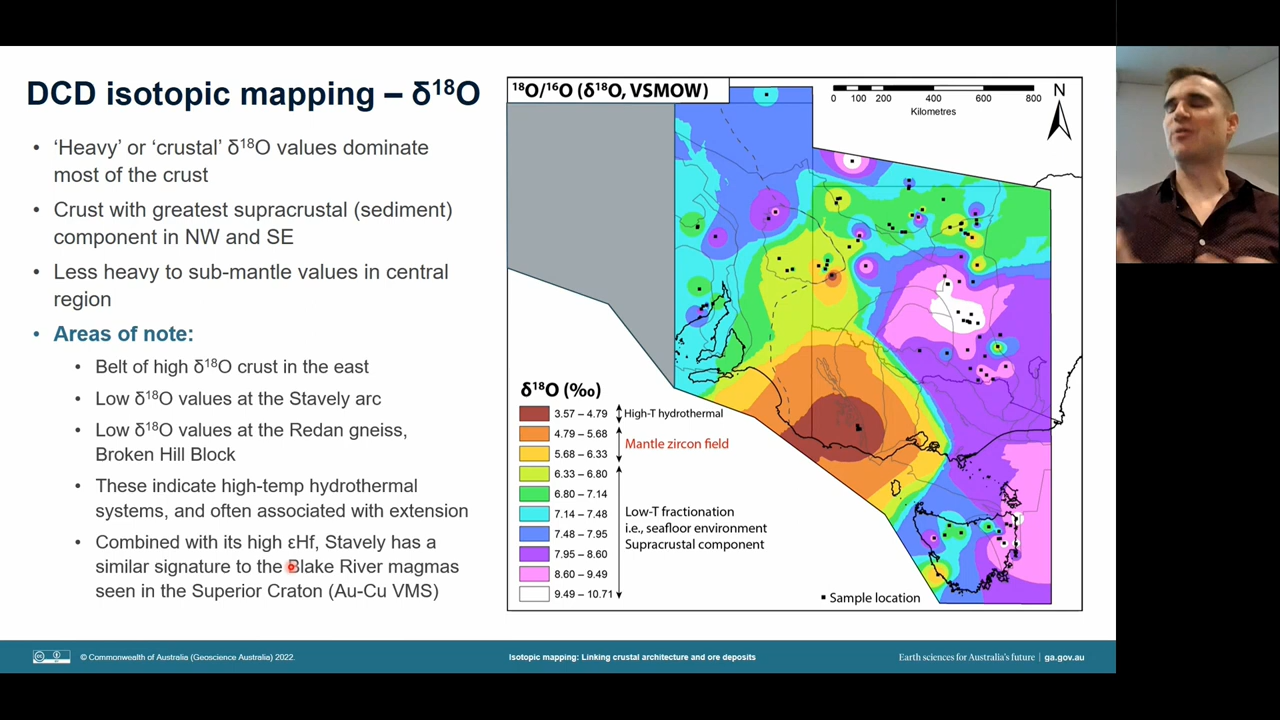 DCD isotopic mapping – δ¹⁸O
• 'Heavy' or 'crustal' δ¹⁸O values dominate
most of the crust
• Crust with greatest supracrustal (sediment)
component in NW and SE
• Less heavy to sub-mantle values in central
region
• Areas of note:
• Belt of high δ¹⁸O crust in the east
• Low δ¹⁸O values at the Stavely arc
• Low δ¹⁸O values at the Redan gneiss,
Broken Hill Block
• These indicate high-temp hydrothermal
systems, and often associated with extension
• Combined with its high εHf, Stavely has a
similar signature to the Blake River magmas
seen in the Superior Craton (Au-Cu VMS)
¹⁸O/¹⁶O (δ¹⁸O, VSMOW)
0 100 200 400 600 800
Kilometres
N
δ¹⁸O (‰)
3.57 – 4.79 High-T hydrothermal
4.79 – 5.68
Mantle zircon field
5.68 – 6.33
6.33 – 6.80
6.80 – 7.14
7.14 – 7.48
7.48 – 7.95
7.95 – 8.60
8.60 – 9.49
9.49 – 10.71
Low-T fractionation
i.e., seafloor environment
Supracrustal component
Sample location
© Commonwealth of Australia (Geoscience Australia) 2022.
Isotopic mapping: Linking crustal architecture and ore deposits
Earth sciences for Australia's future | ga.gov.au